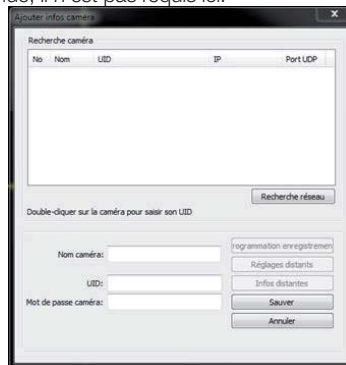 Ajouter infos caméra
x
Recherche caméra
No Nom UID IP Port UDP
Recherche réseau
Double-cliquer sur la caméra pour saisir son UID
Nom caméra:
rogrammation enregistremen
Réglages distants
UID:
Infos distantes
Mot de passe caméra:
Sauver
Annuler